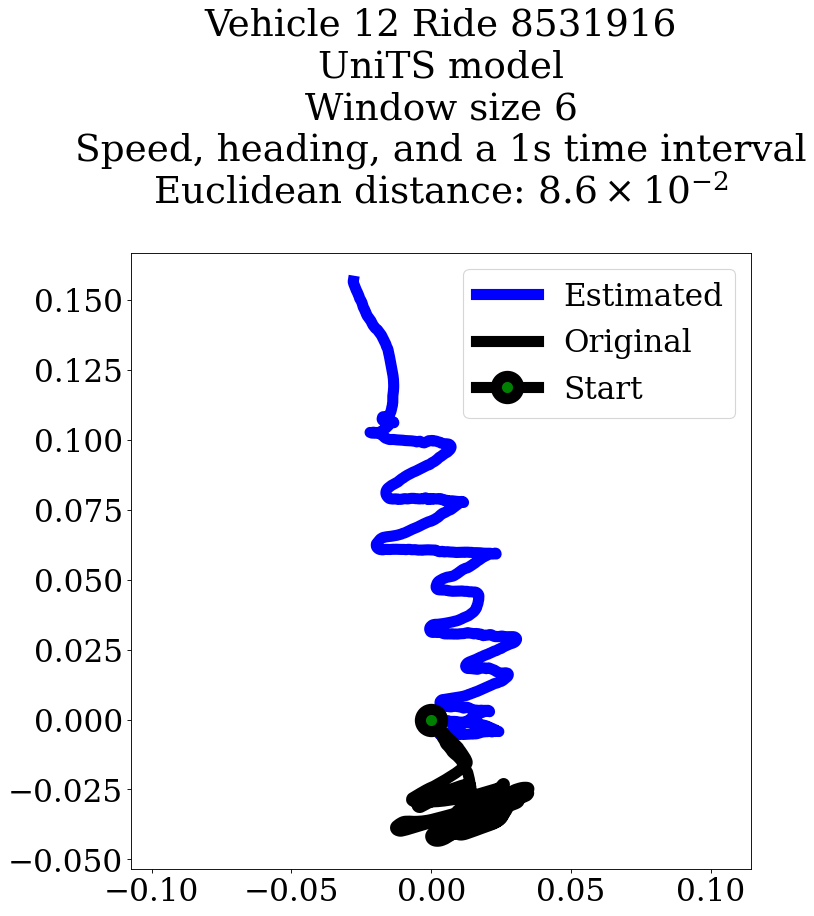 Vehicle 12 Ride 8531916
UniTS model
Window size 6
Speed, heading, and a 1s time interval
Euclidean distance: 8.6 × 10⁻²
Estimated
Original
Start
0.150
0.125
0.100
0.075
0.050
0.025
0.000
−0.025
−0.050
−0.10
−0.05
0.00
0.05
0.10